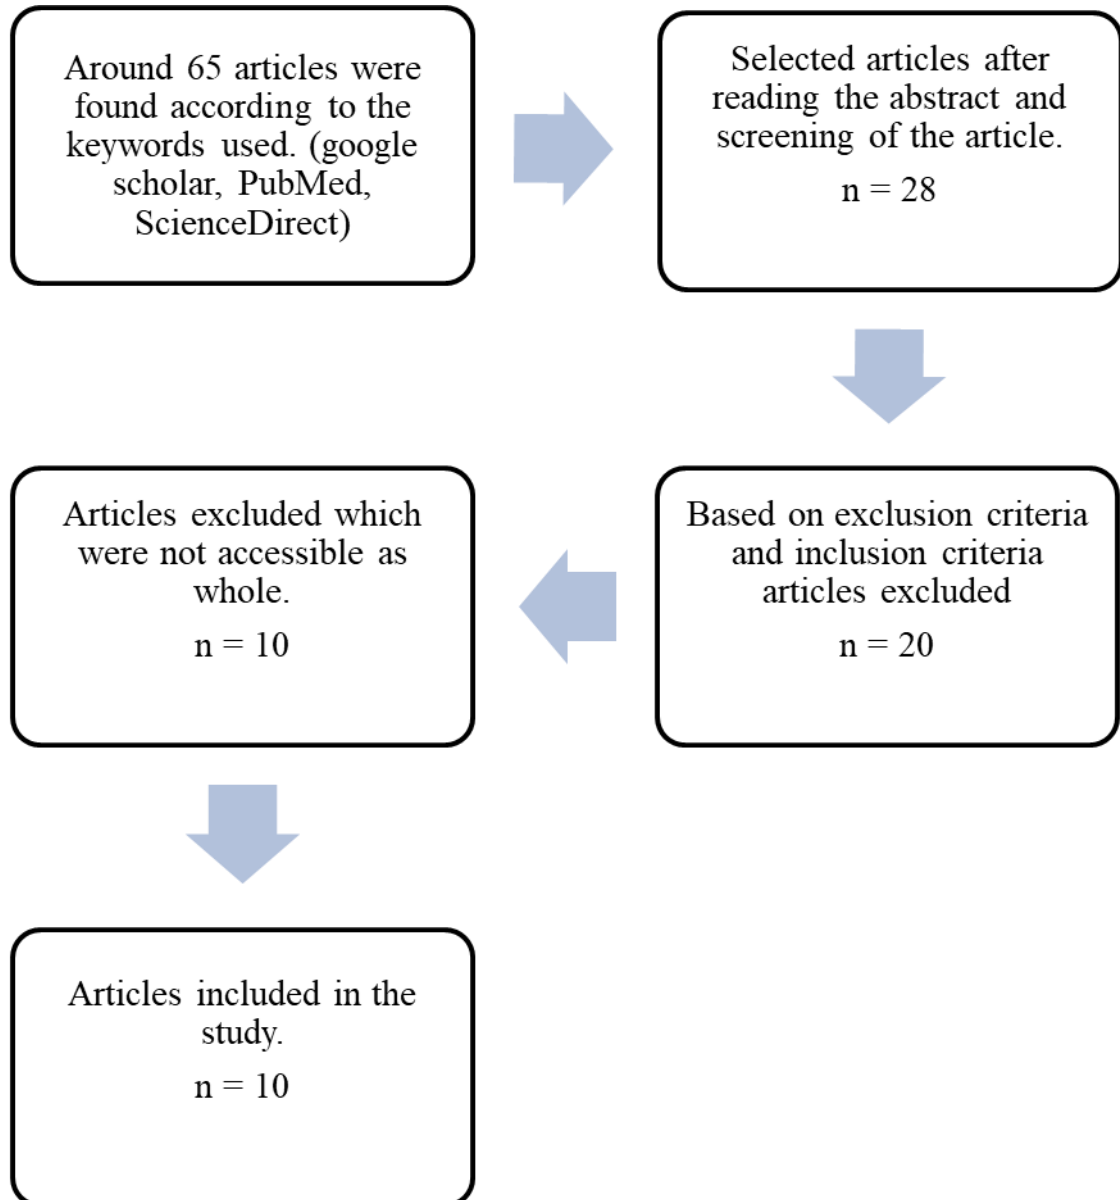 Around 65 articles were
found according to the
keywords used. (google
scholar, PubMed,
ScienceDirect)
Selected articles after
reading the abstract and
screening of the article.
n = 28
Based on exclusion criteria
and inclusion criteria
articles excluded
n = 20
Articles excluded which
were not accessible as
whole.
n = 10
Articles included in the
study.
n = 10